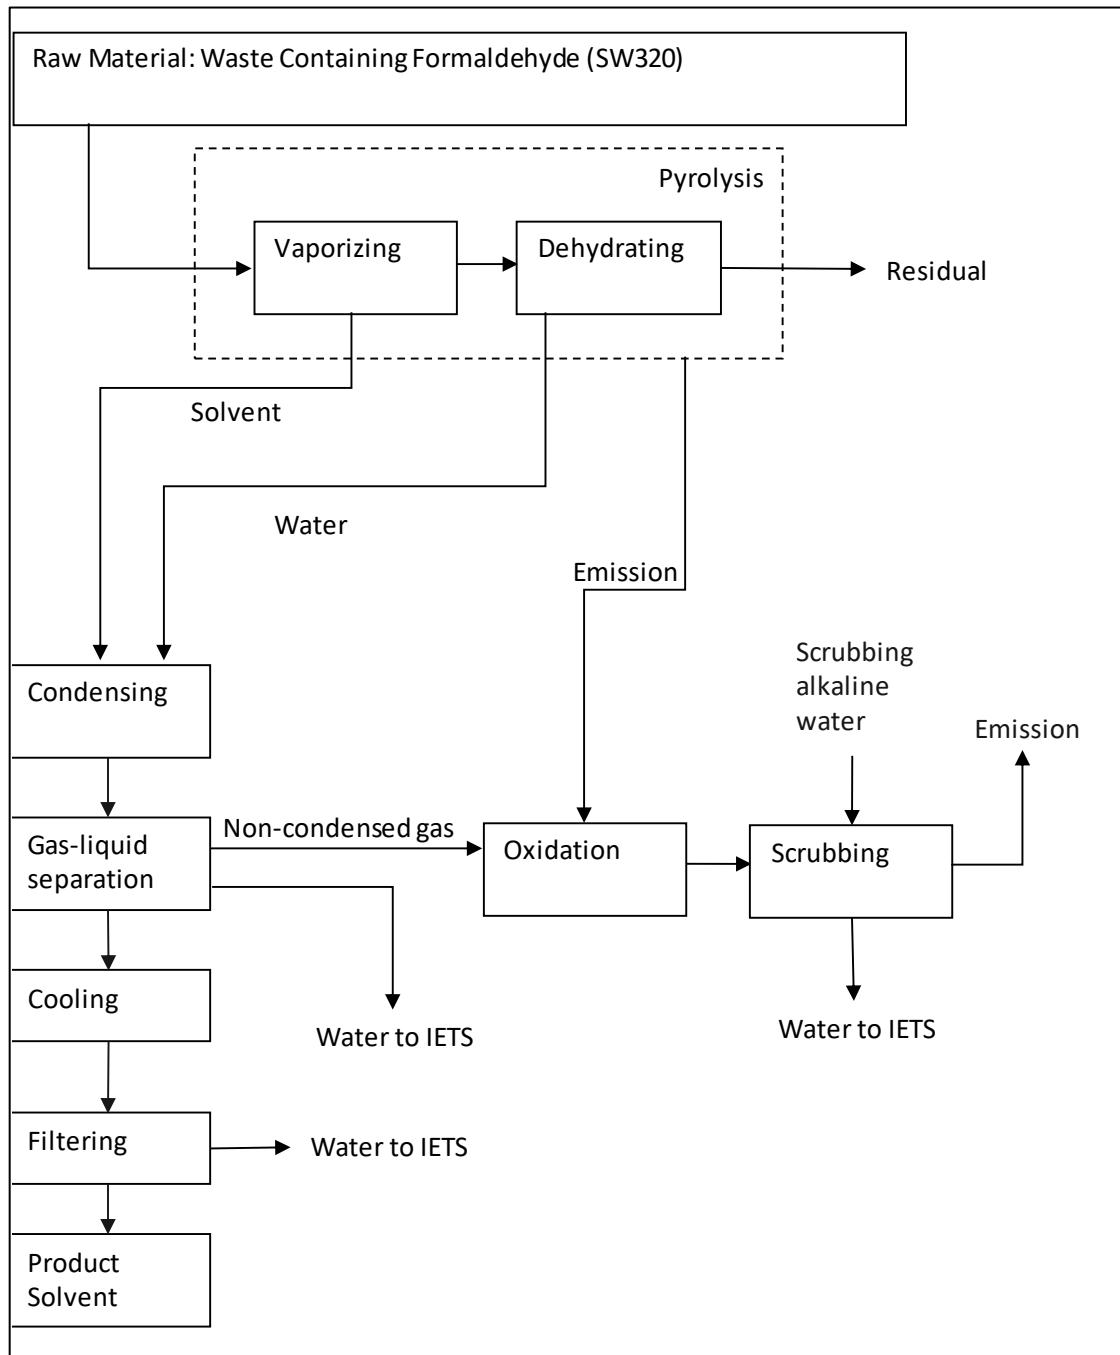 Raw Material: Waste Containing Formaldehyde (SW320)
Pyrolysis
Vaporizing
Dehydrating
Residual
Solvent
Water
Emission
Condensing
Scrubbing
alkaline
water
Emission
Gas-liquid
separation
Non-condensed gas
Oxidation
Scrubbing
Cooling
Water to IETS
Water to IETS
Filtering
Water to IETS
Product
Solvent